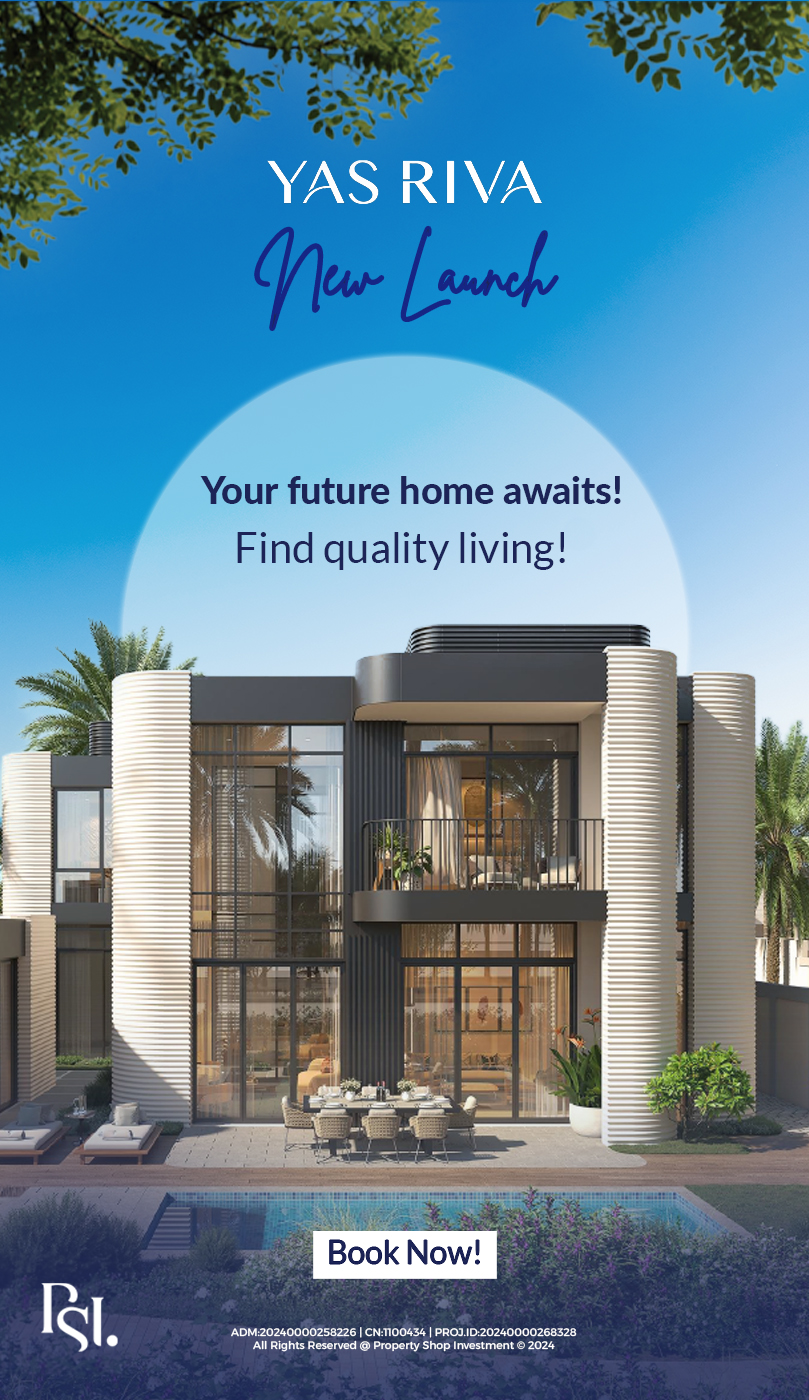 YAS RIVA
New Launch
Your future home awaits!
Find quality living!
Book Now!
PSI.
ADM:20240000258226 | CN:1100434 | PROJ.ID:20240000268328
All Rights Reserved @ Property Shop Investment © 2024